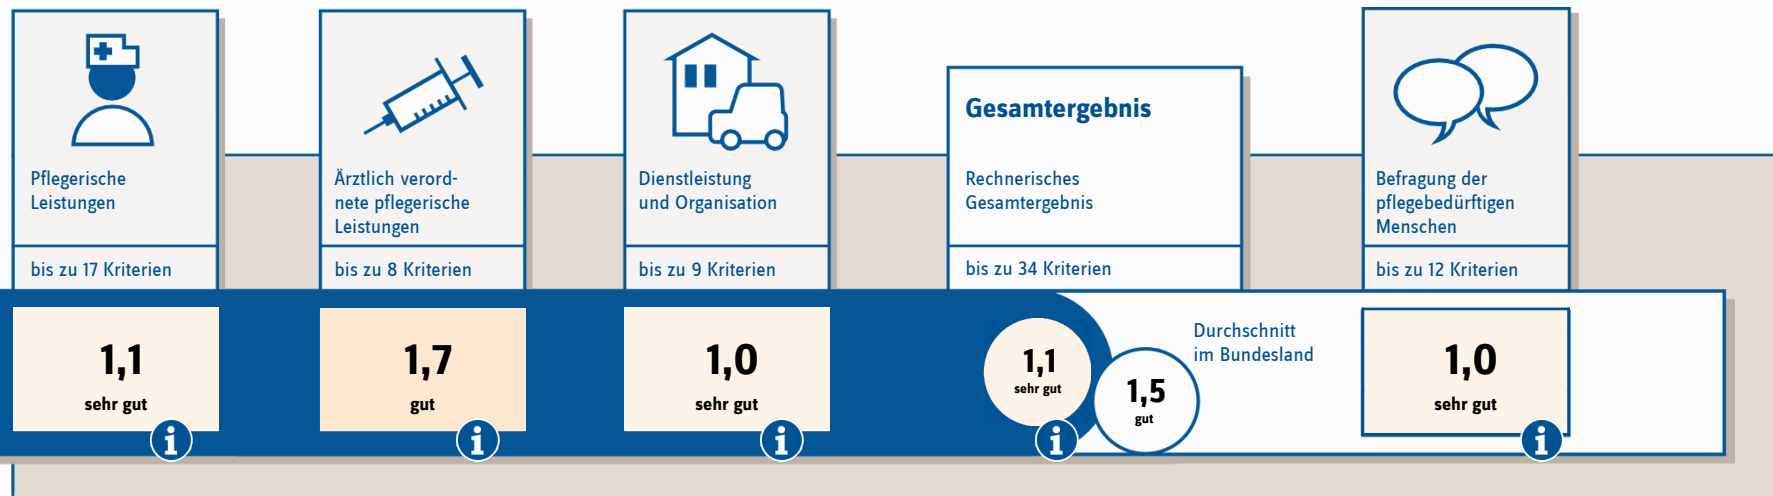 Pflegerische
Leistungen
bis zu 17 Kriterien
1,1
sehr gut
Ärztlich verord-
nete pflegerische
Leistungen
bis zu 8 Kriterien
1,7
gut
Dienstleistung
und Organisation
bis zu 9 Kriterien
1,0
sehr gut
Gesamtergebnis
Rechnerisches
Gesamtergebnis
bis zu 34 Kriterien
1,1
sehr gut
1,5
gut
Durchschnitt
im Bundesland
Befragung der
pflegebedürftigen
Menschen
bis zu 12 Kriterien
1,0
sehr gut